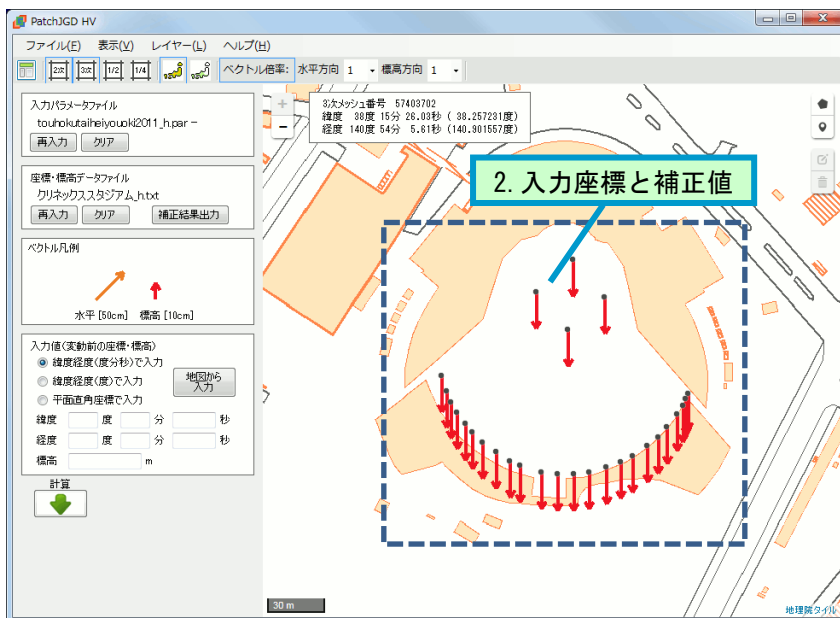 PatchJGD HV
ファイル(F) 表示(V) レイヤー(L) ヘルプ(H)
2次 3次 1/2 1/4 ベクトル倍率: 水平方向 1 標高方向 1
入力パラメータファイル
touhokutaiheiyouoki2011_h.par －
再入力 クリア
座標・標高データファイル
クリネックススタジアム_h.txt
再入力 クリア 補正結果出力
ベクトル凡例
水平 [50cm] 標高 [10cm]
入力値(変動前の座標・標高)
緯度経度(度分秒)で入力
緯度経度(度)で入力
平面直角座標で入力
地図から
入力
緯度 度 分 秒
経度 度 分 秒
標高 m
計算
+
−
3次メッシュ番号 57403702
緯度 38度 15分 26.03秒 ( 38.257231度)
経度 140度 54分 5.61秒 (140.901557度)
2. 入力座標と補正値
30 m
地理院タイル